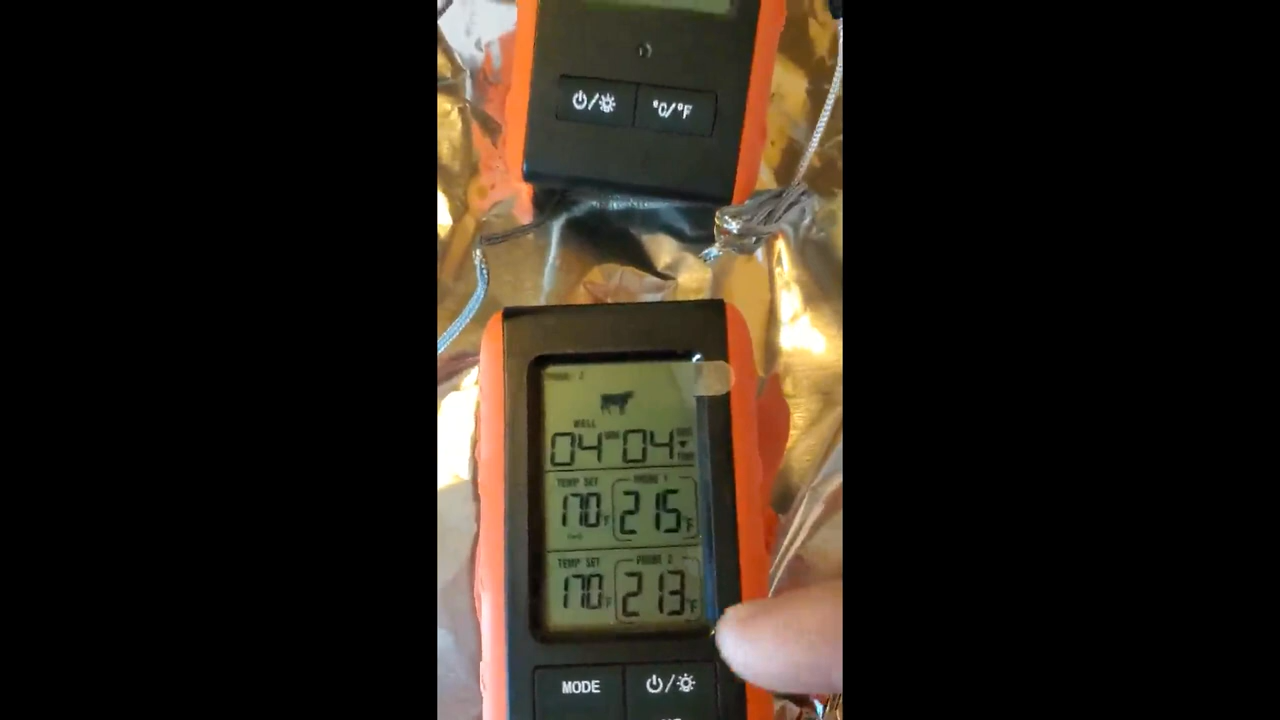 °C/°F
WELL
04 04
TEMP SET PROBE 1
170°F 215°F
TEMP SET PROBE 2
170°F 213°F
MODE